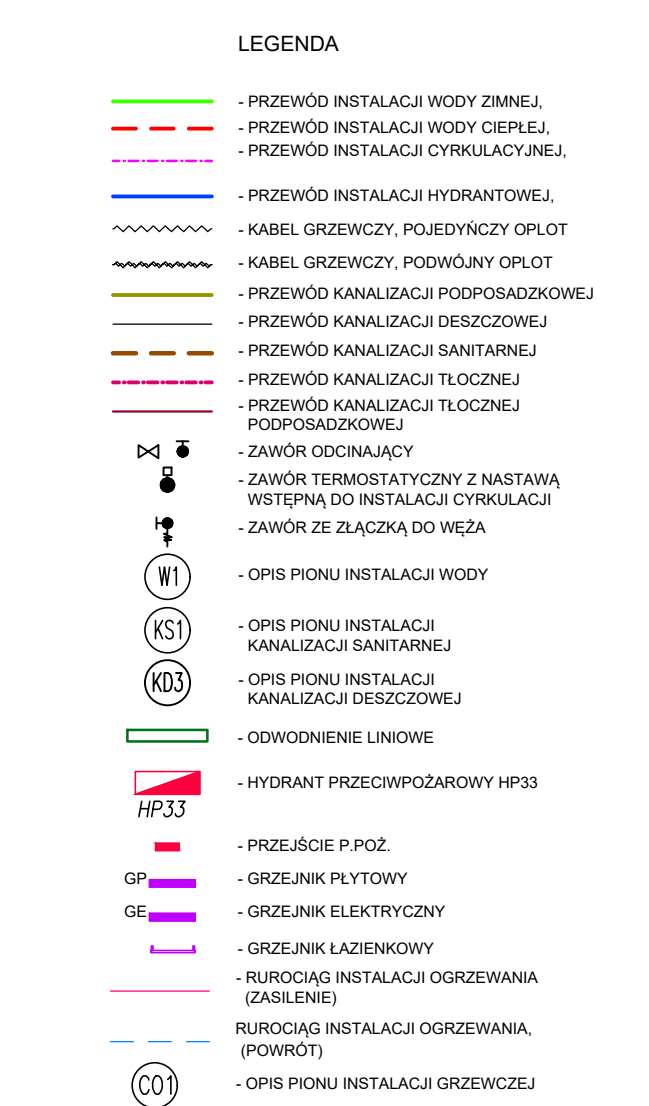 LEGENDA
- PRZEWÓD INSTALACJI WODY ZIMNEJ,
- PRZEWÓD INSTALACJI WODY CIEPŁEJ,
- PRZEWÓD INSTALACJI CYRKULACYJNEJ,
- PRZEWÓD INSTALACJI HYDRANTOWEJ,
- KABEL GRZEWCZY, POJEDYŃCZY OPLOT
- KABEL GRZEWCZY, PODWÓJNY OPLOT
- PRZEWÓD KANALIZACJI PODPOSADZKOWEJ
- PRZEWÓD KANALIZACJI DESZCZOWEJ
- PRZEWÓD KANALIZACJI SANITARNEJ
- PRZEWÓD KANALIZACJI TŁOCZNEJ
- PRZEWÓD KANALIZACJI TŁOCZNEJ
PODPOSADZKOWEJ
- ZAWÓR ODCINAJĄCY
- ZAWÓR TERMOSTATYCZNY Z NASTAWĄ
WSTĘPNĄ DO INSTALACJI CYRKULACJI
- ZAWÓR ZE ZŁĄCZKĄ DO WĘŻA
W1 - OPIS PIONU INSTALACJI WODY
KS1 - OPIS PIONU INSTALACJI
KANALIZACJI SANITARNEJ
KD3 - OPIS PIONU INSTALACJI
KANALIZACJI DESZCZOWEJ
- ODWODNIENIE LINIOWE
- HYDRANT PRZECIWPOŻAROWY HP33
HP33
- PRZEJŚCIE P.POŻ.
GP - GRZEJNIK PŁYTOWY
GE - GRZEJNIK ELEKTRYCZNY
- GRZEJNIK ŁAZIENKOWY
- RUROCIĄG INSTALACJI OGRZEWANIA
(ZASILENIE)
RUROCIĄG INSTALACJI OGRZEWANIA,
(POWRÓT)
CO1 - OPIS PIONU INSTALACJI GRZEWCZEJ